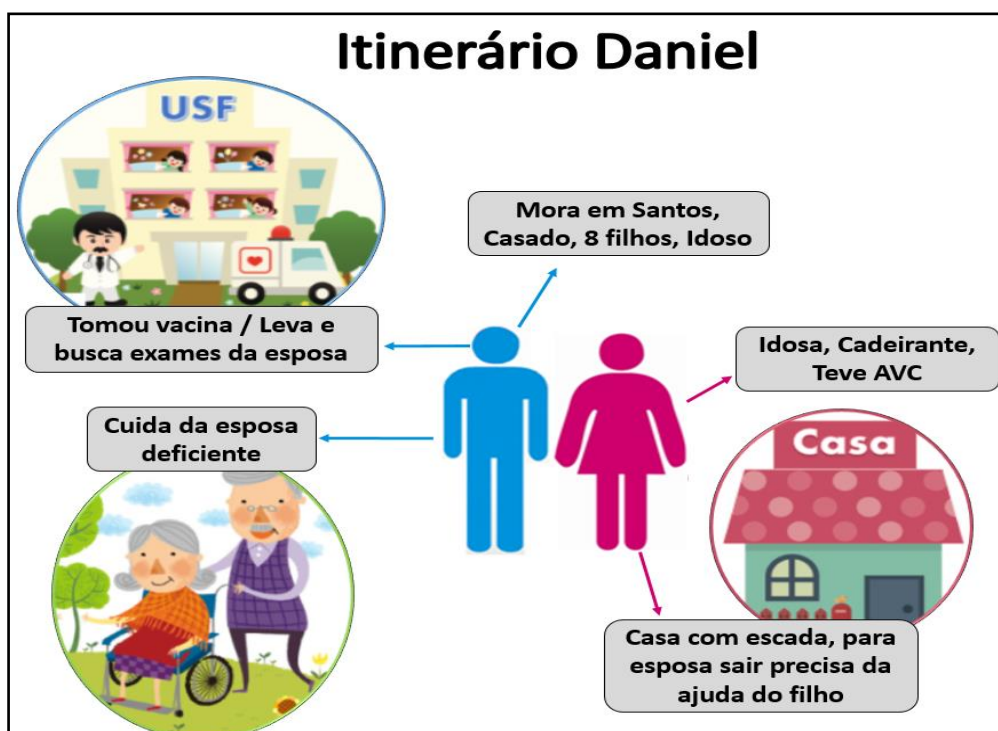 Itinerário Daniel
USF
Mora em Santos,
Casado, 8 filhos, Idoso
Tomou vacina / Leva e
busca exames da esposa
Idosa, Cadeirante,
Teve AVC
Cuida da esposa
deficiente
Casa
Casa com escada, para
esposa sair precisa da
ajuda do filho